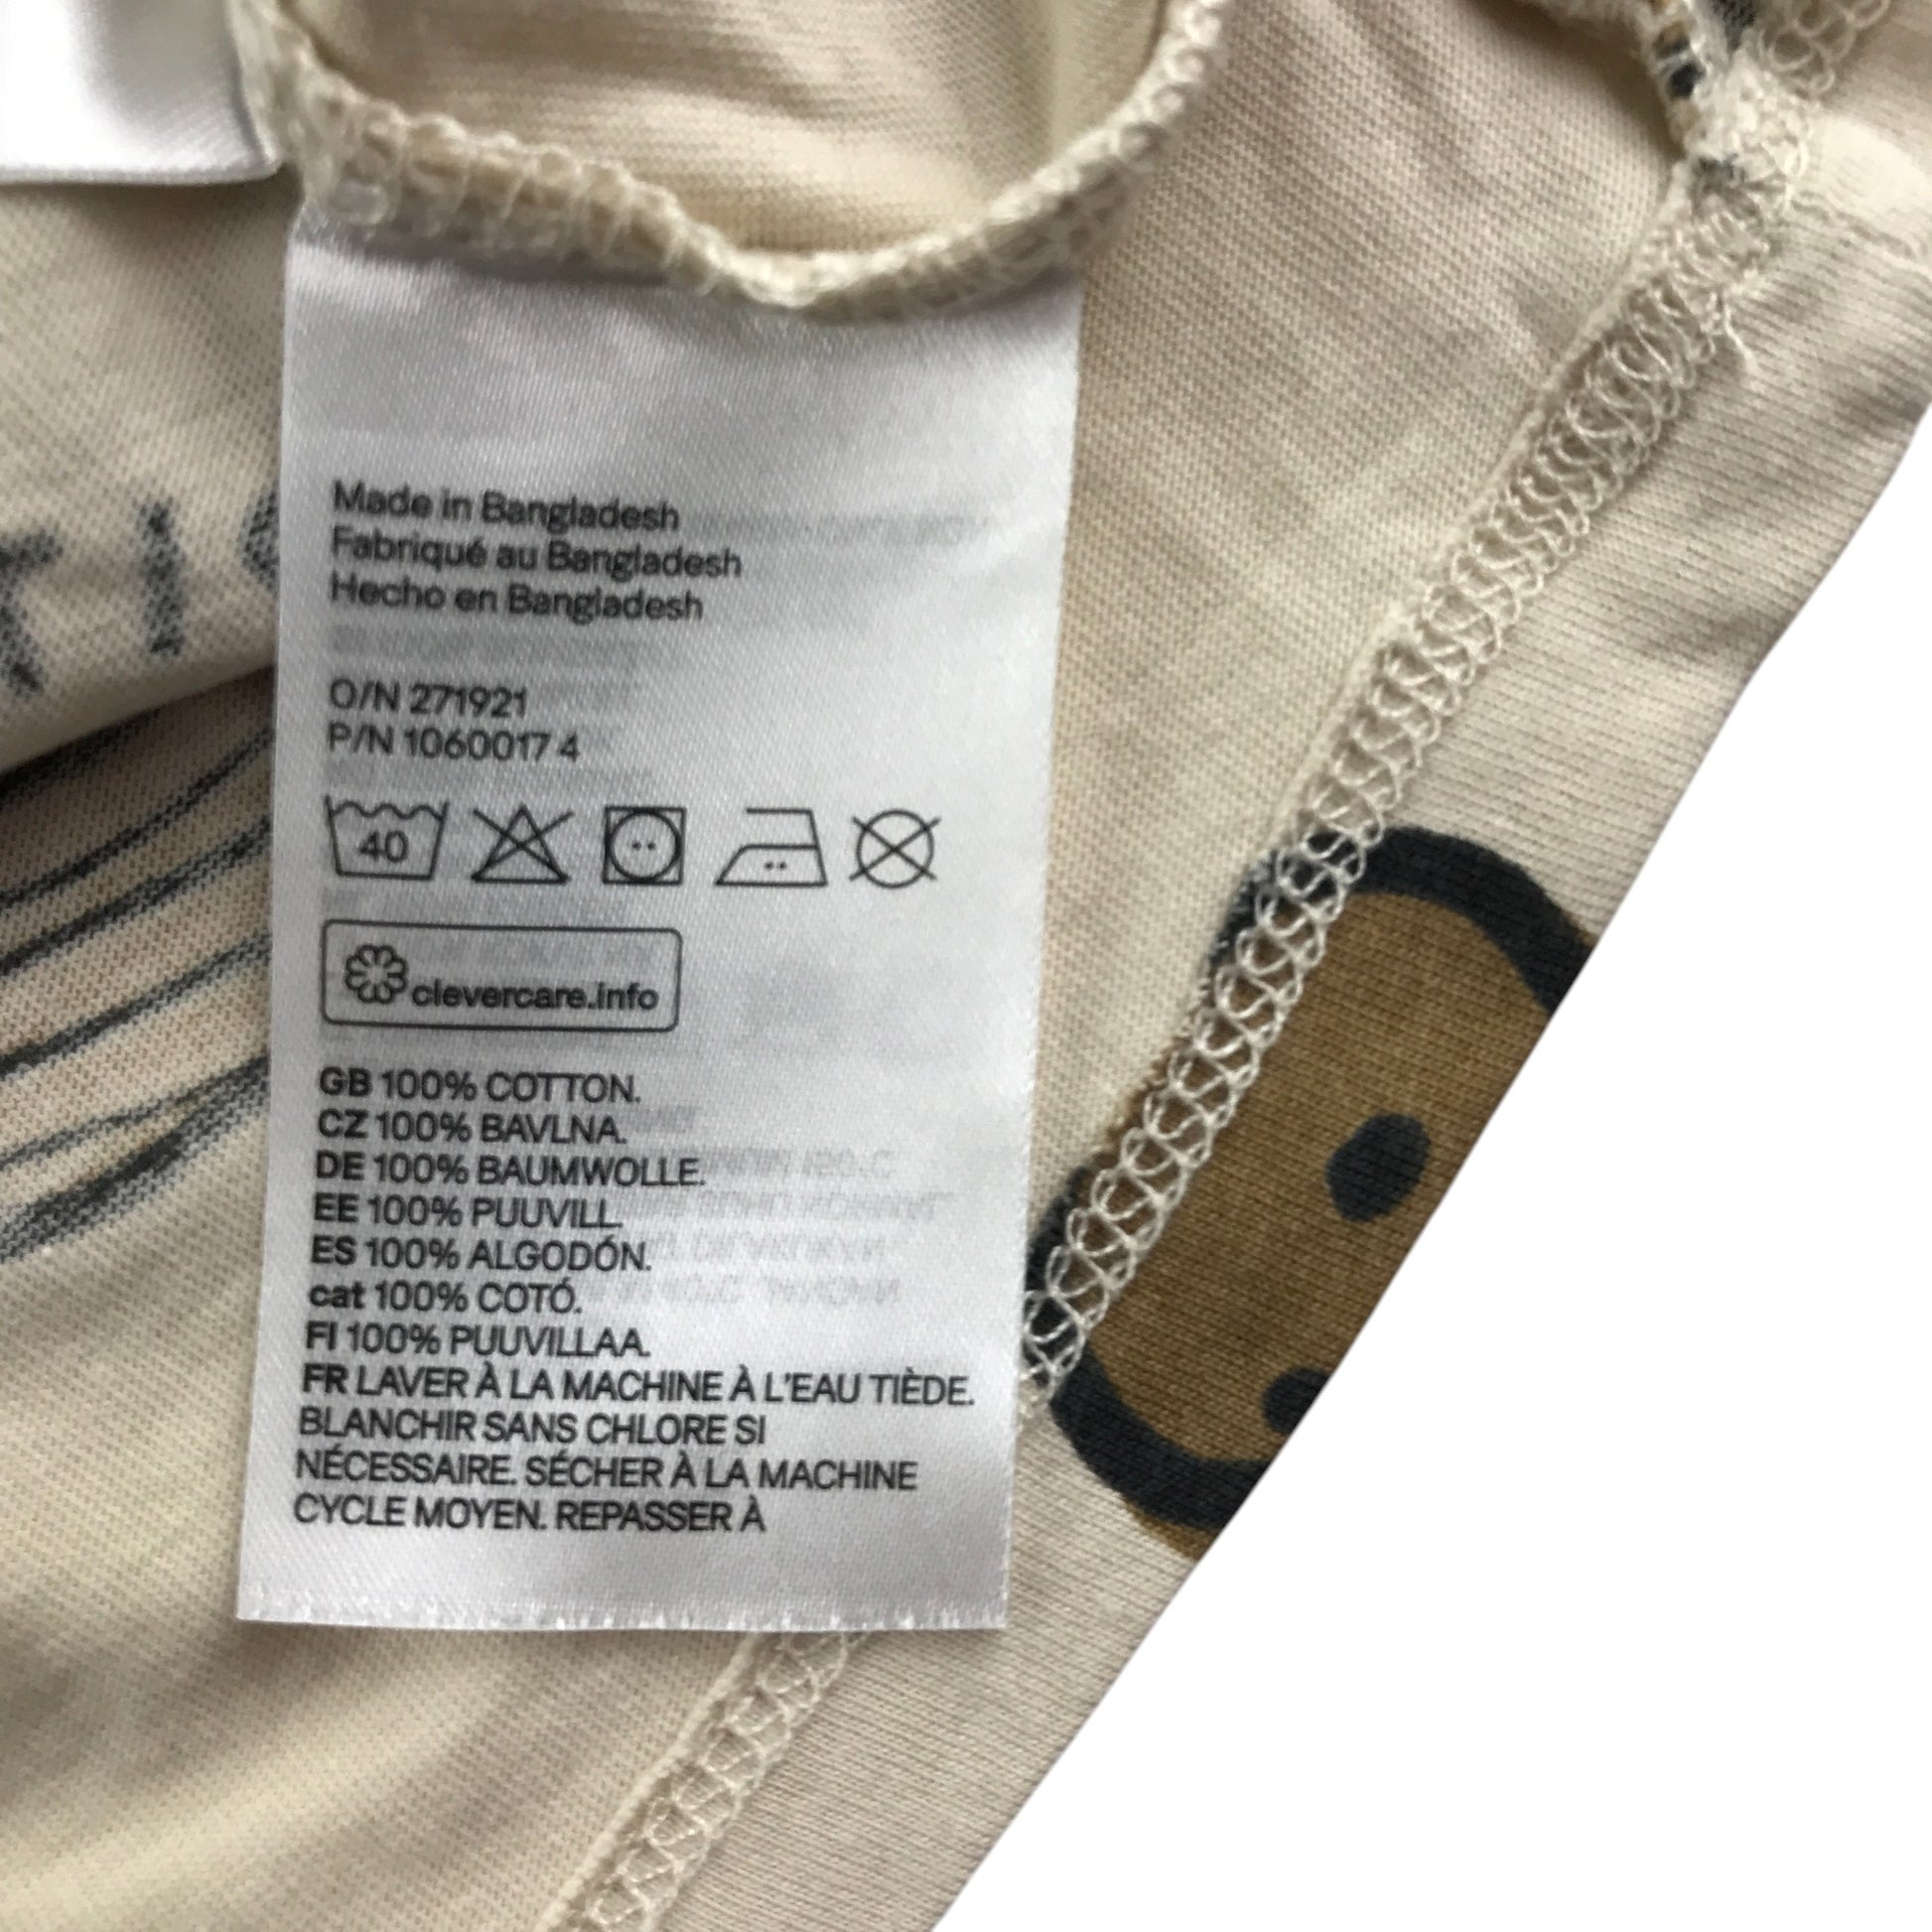 Made in Bangladesh
Fabriqué au Bangladesh
Hecho en Bangladesh
O/N 271921
P/N 1060017 4
40
clevercare.info
GB 100% COTTON.
CZ 100% BAVLNA.
DE 100% BAUMWOLLE.
EE 100% PUUVILL.
ES 100% ALGODÓN.
cat 100% COTÓ.
FI 100% PUUVILLAA.
FR LAVER À LA MACHINE À L'EAU TIÈDE.
BLANCHIR SANS CHLORE SI
NÉCESSAIRE. SÉCHER À LA MACHINE
CYCLE MOYEN. REPASSER À